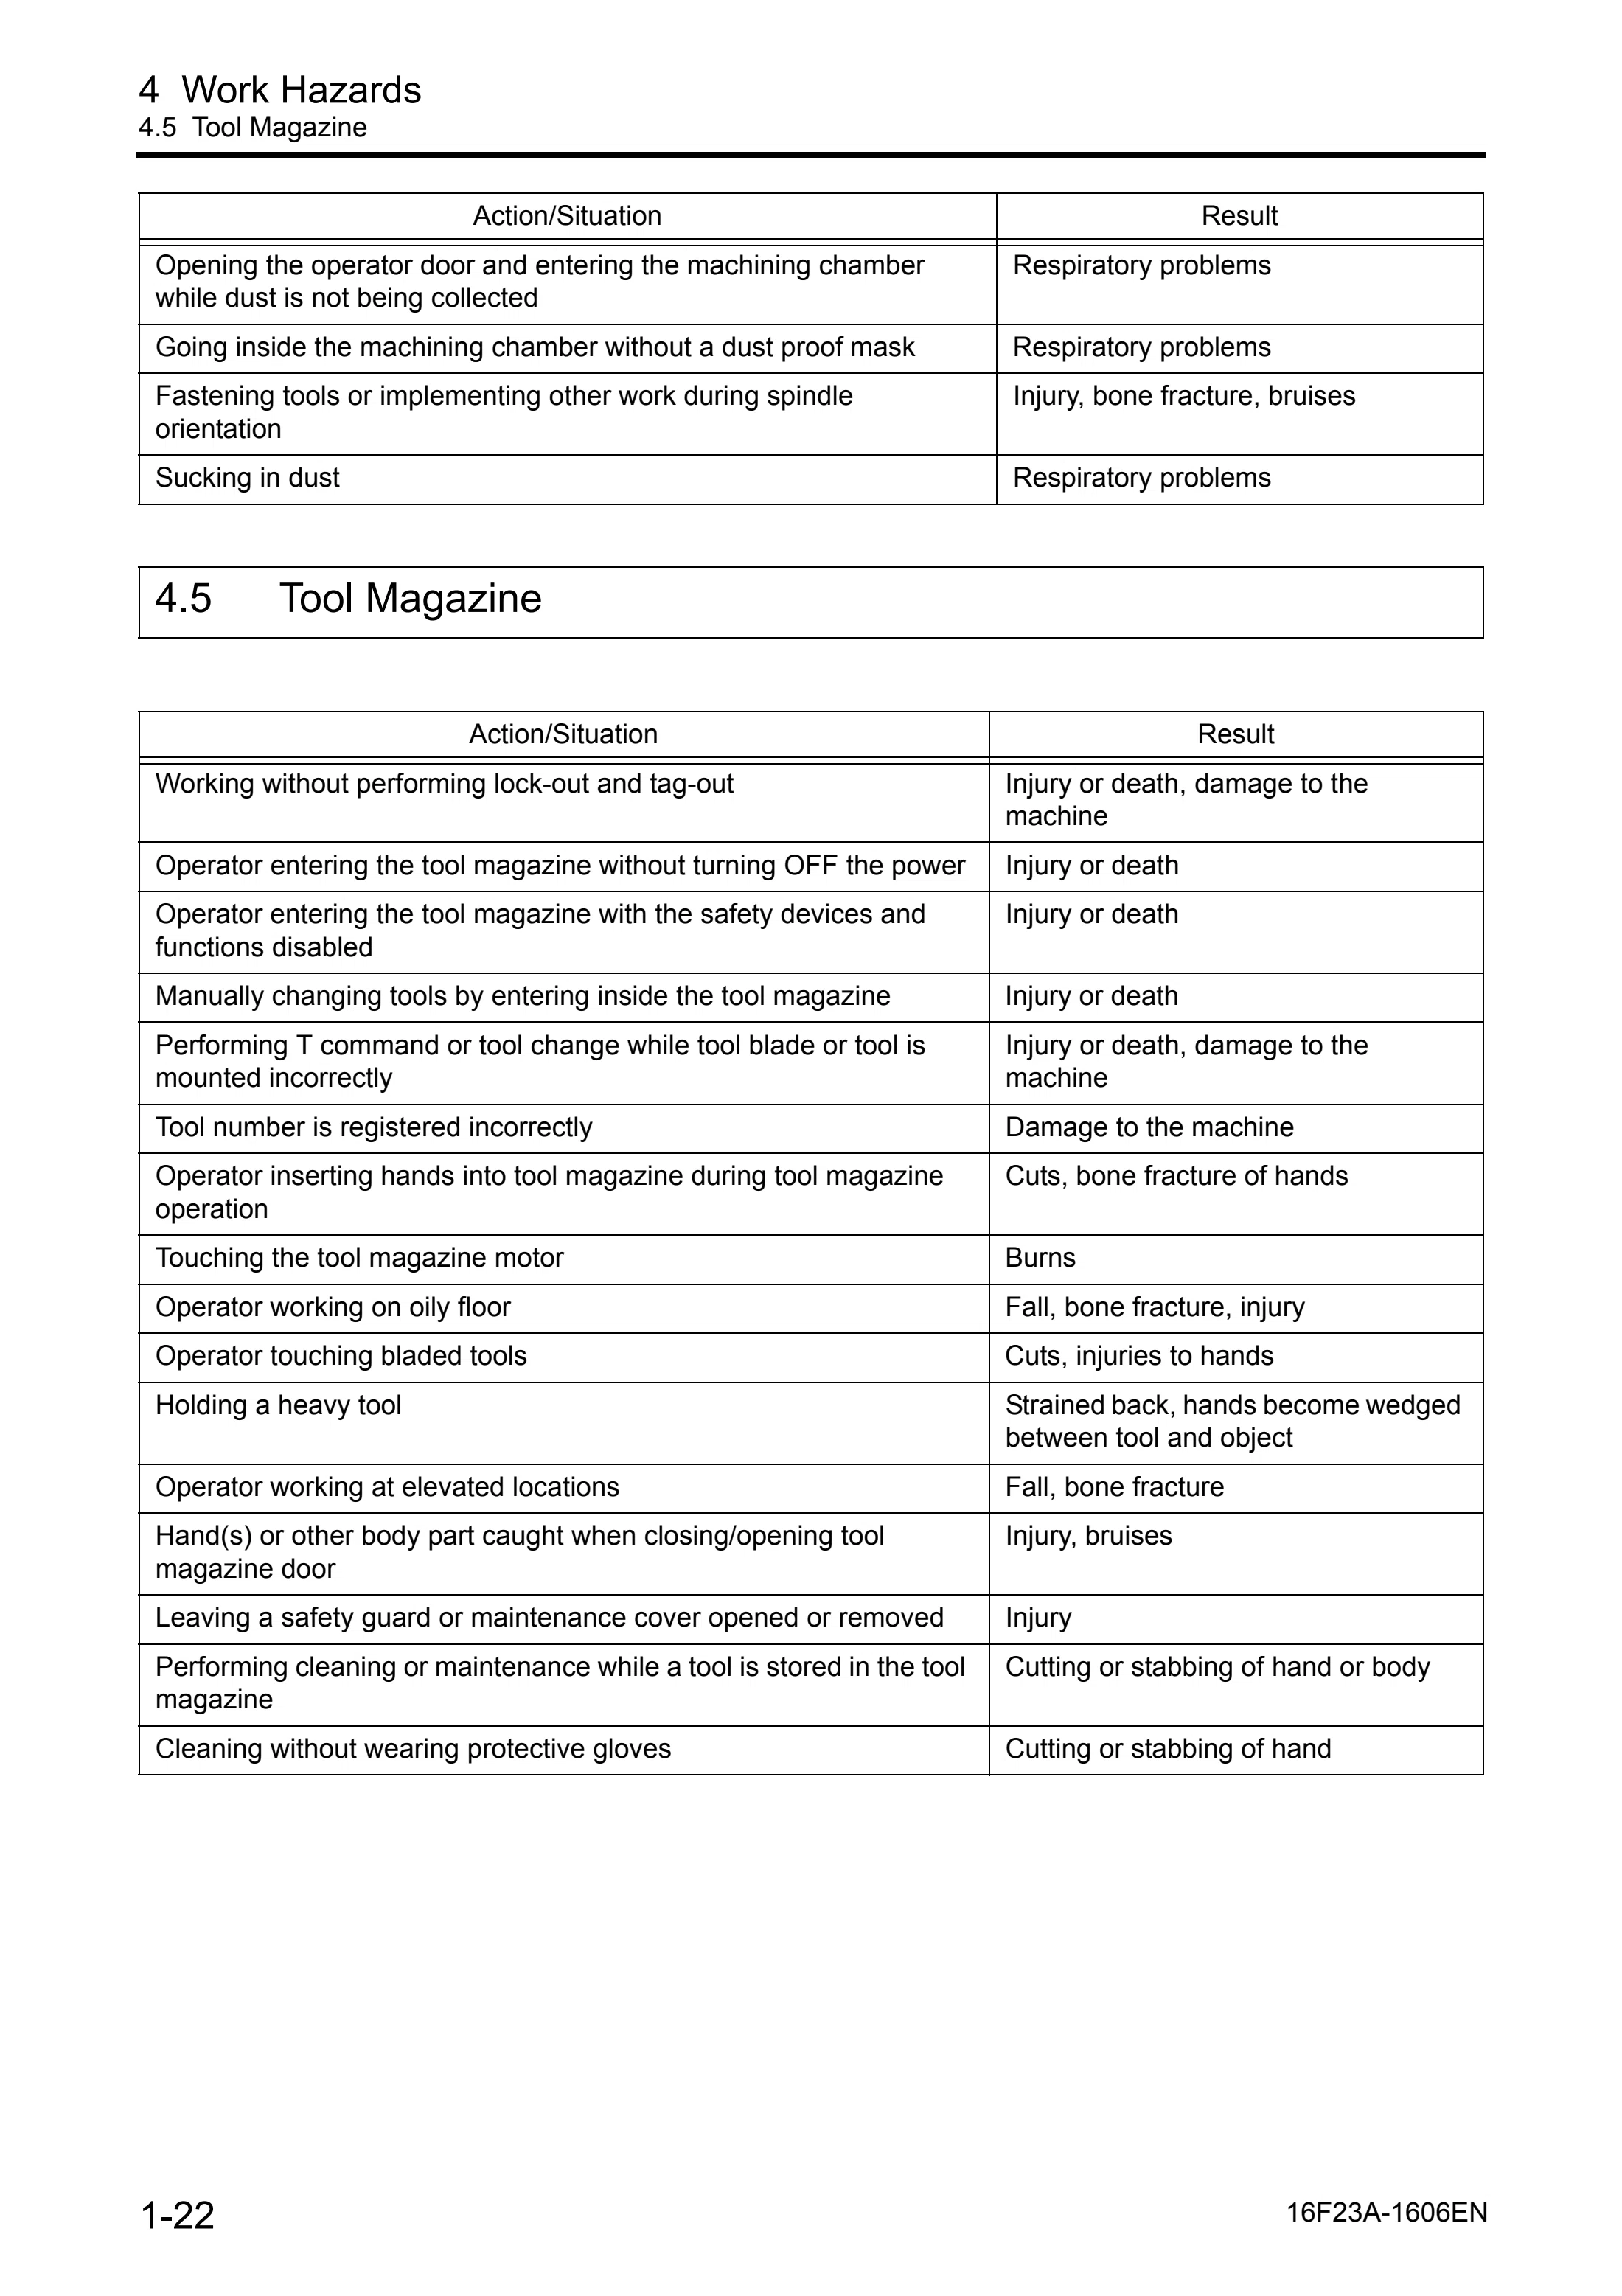 4 Work Hazards
4.5 Tool Magazine
Action/Situation Result
Opening the operator door and entering the machining chamber Respiratory problems
while dust is not being collected
Going inside the machining chamber without a dust proof mask Respiratory problems
Fastening tools or implementing other work during spindle Injury, bone fracture, bruises
orientation
Sucking in dust Respiratory problems
4.5 Tool Magazine
Action/Situation Result
Working without performing lock-out and tag-out Injury or death, damage to the
machine
Operator entering the tool magazine without turning OFF the power Injury or death
Operator entering the tool magazine with the safety devices and Injury or death
functions disabled
Manually changing tools by entering inside the tool magazine Injury or death
Performing T command or tool change while tool blade or tool is Injury or death, damage to the
mounted incorrectly machine
Tool number is registered incorrectly Damage to the machine
Operator inserting hands into tool magazine during tool magazine Cuts, bone fracture of hands
operation
Touching the tool magazine motor Burns
Operator working on oily floor Fall, bone fracture, injury
Operator touching bladed tools Cuts, injuries to hands
Holding a heavy tool Strained back, hands become wedged
between tool and object
Operator working at elevated locations Fall, bone fracture
Hand(s) or other body part caught when closing/opening tool Injury, bruises
magazine door
Leaving a safety guard or maintenance cover opened or removed Injury
Performing cleaning or maintenance while a tool is stored in the tool Cutting or stabbing of hand or body
magazine
Cleaning without wearing protective gloves Cutting or stabbing of hand
1-22 16F23A-1606EN